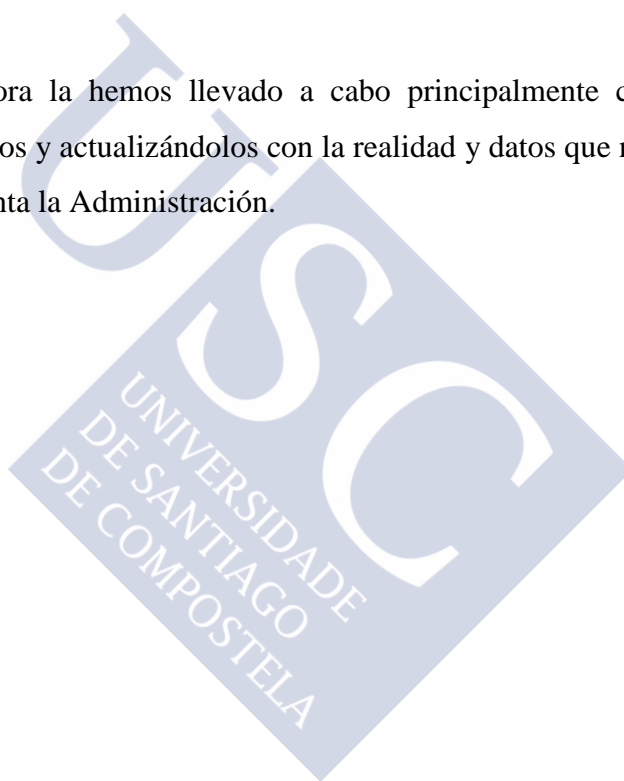 ora la hemos llevado a cabo principalmente c
os y actualizándolos con la realidad y datos que
nta la Administración.
USC
UNIVERSIDADE
DE SANTIAGO
DE COMPOSTELA